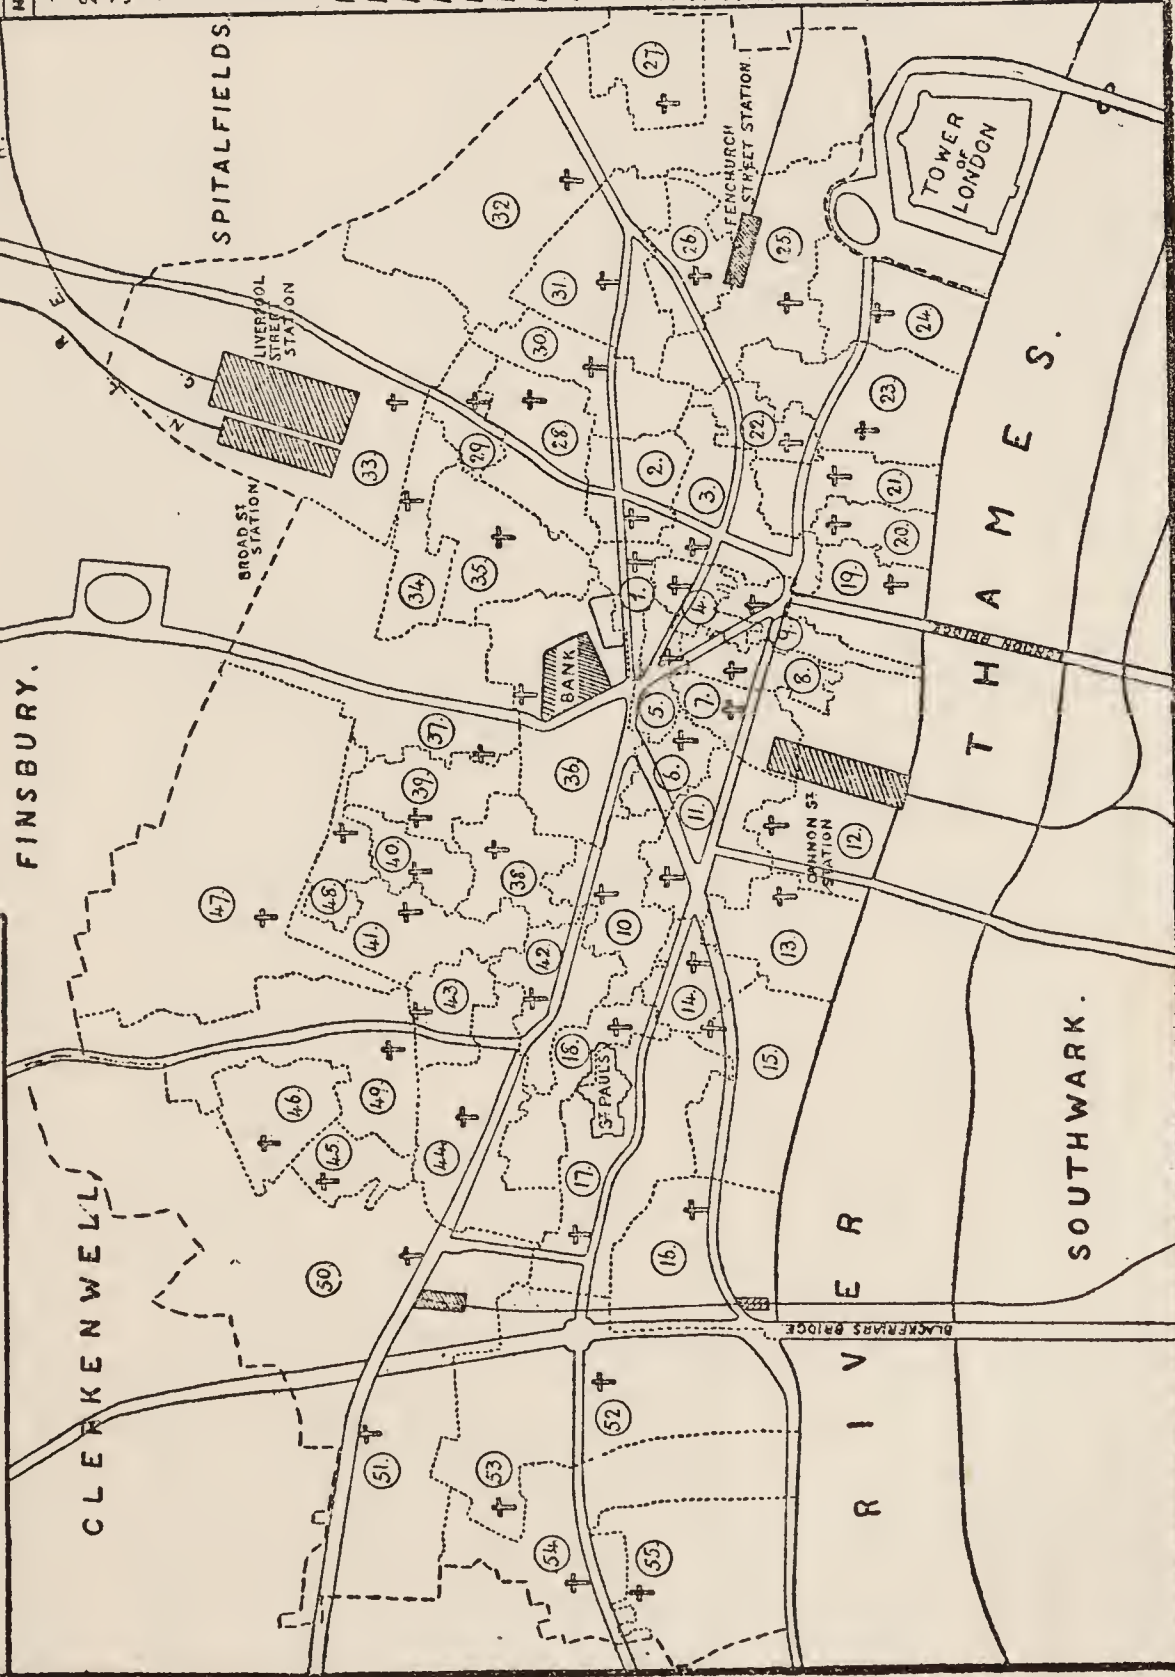 FINSBURY.
SPITALFIELDS.
CLERKENWELL
SOUTHWARK.
RIVER
THAMES.
LIVERPOOL
STREET
STATION
BROAD ST
STATION
N.
G. E. R.
FENCHURCH
STREET STATION.
TOWER
OF
LONDON
BANK
ST PAULS
CANNON ST
STATION
LONDON BRIDGE
BLACKFRIARS BRIDGE
1.
2.
3.
4.
5.
6.
7.
8.
9.
10.
11.
12.
13.
14.
15.
16.
17.
18.
19.
20.
21.
22.
23.
24.
25.
26.
27.
28.
29.
30.
31.
32
33.
34.
35.
36.
37.
38.
39.
40.
41.
42.
43.
44.
45.
46.
47.
48.
49.
50.
51.
52
53
54.
55.